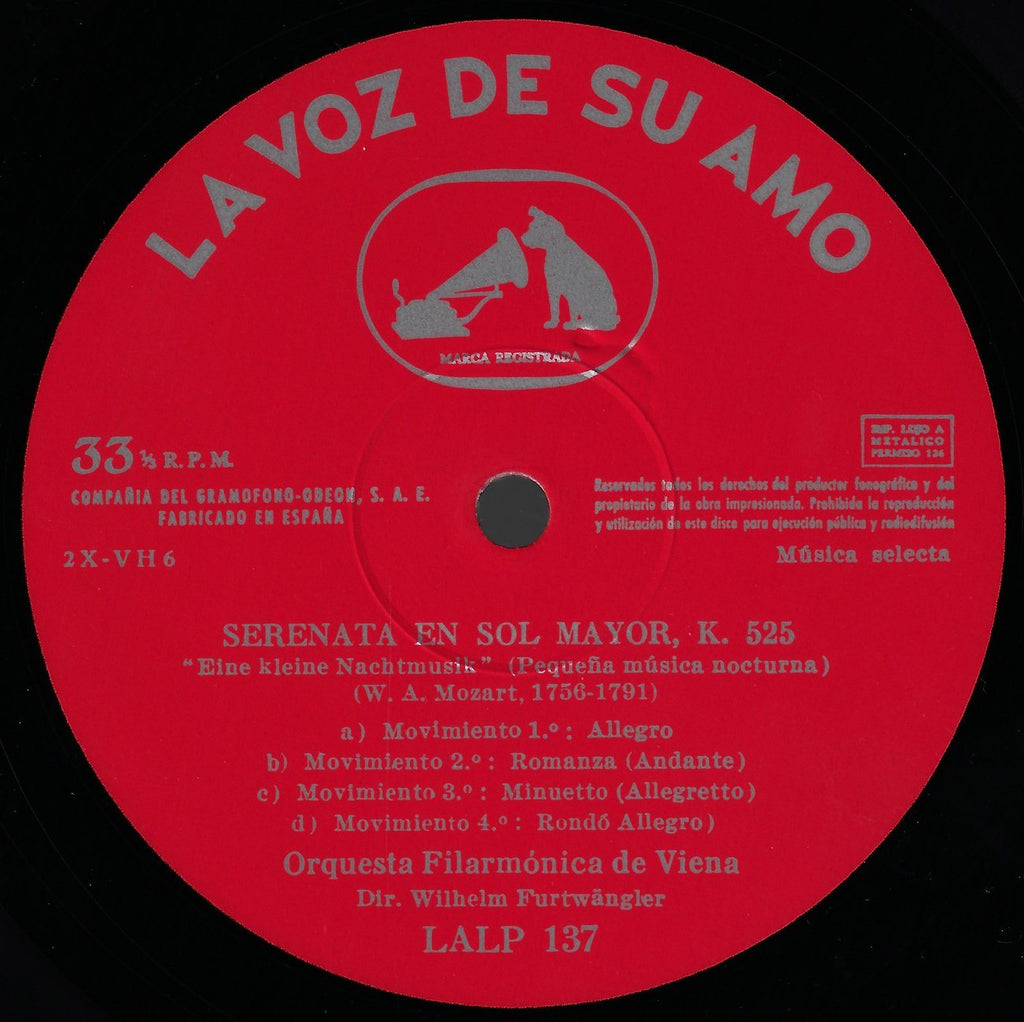 LA VOZ DE SU AMO
MARCA REGISTRADA
33 ⅓ R.P.M.
COMPAÑIA DEL GRAMOFONO-ODEON, S. A. E.
FABRICADO EN ESPAÑA
2X-VH6
IMP. LEJO A
METALICO
PERMISO 126
Reservados todos los derechos del productor fonográfico y del
propietario de la obra impresionada. Prohibida la reproducción
y utilización de este disco para ejecución pública y radiodifusión
Música selecta
SERENATA EN SOL MAYOR, K. 525
“Eine kleine Nachtmusik” (Pequeña música nocturna)
(W. A. Mozart, 1756-1791)
a) Movimiento 1.º: Allegro
b) Movimiento 2.º: Romanza (Andante)
c) Movimiento 3.º: Minuetto (Allegretto)
d) Movimiento 4.º: Rondó Allegro)
Orquesta Filarmónica de Viena
Dir. Wilhelm Furtwängler
LALP 137